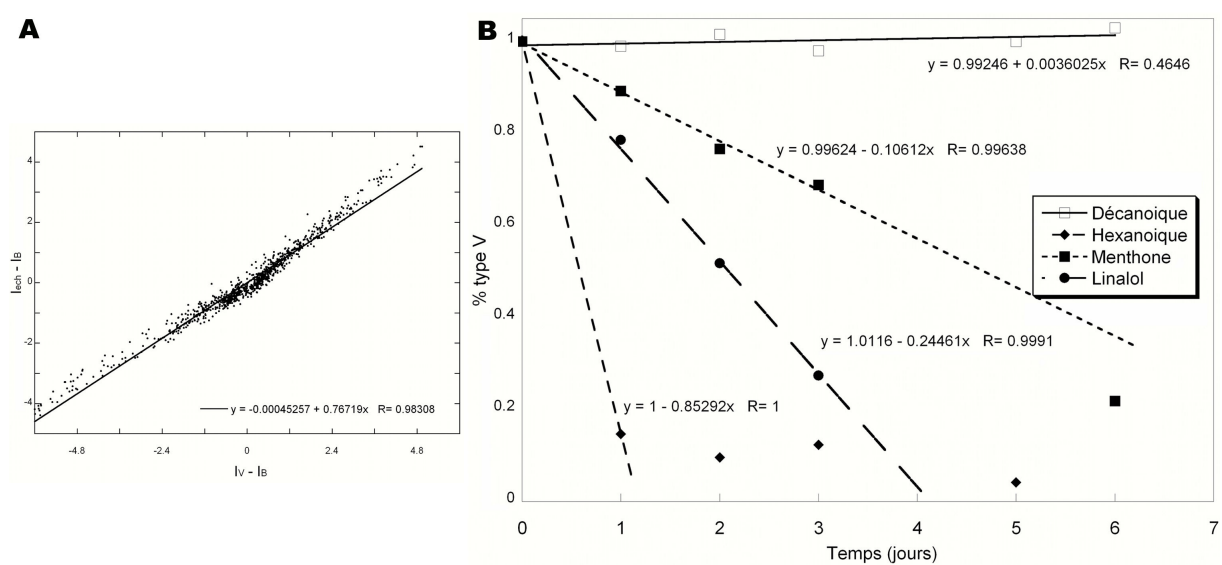 A
4
2
0
-2
-4
Iech - IB
y = -0.00045257 + 0.76719x R= 0.98308
-4.8 -2.4 0 2.4 4.8
IV - IB
B
1
0.8
0.6
0.4
0.2
0
% type V
y = 0.99246 + 0.0036025x R= 0.4646
y = 0.99624 - 0.10612x R= 0.99638
Décanoique
Hexanoique
Menthone
Linalol
y = 1.0116 - 0.24461x R= 0.9991
y = 1 - 0.85292x R= 1
0 1 2 3 4 5 6 7
Temps (jours)